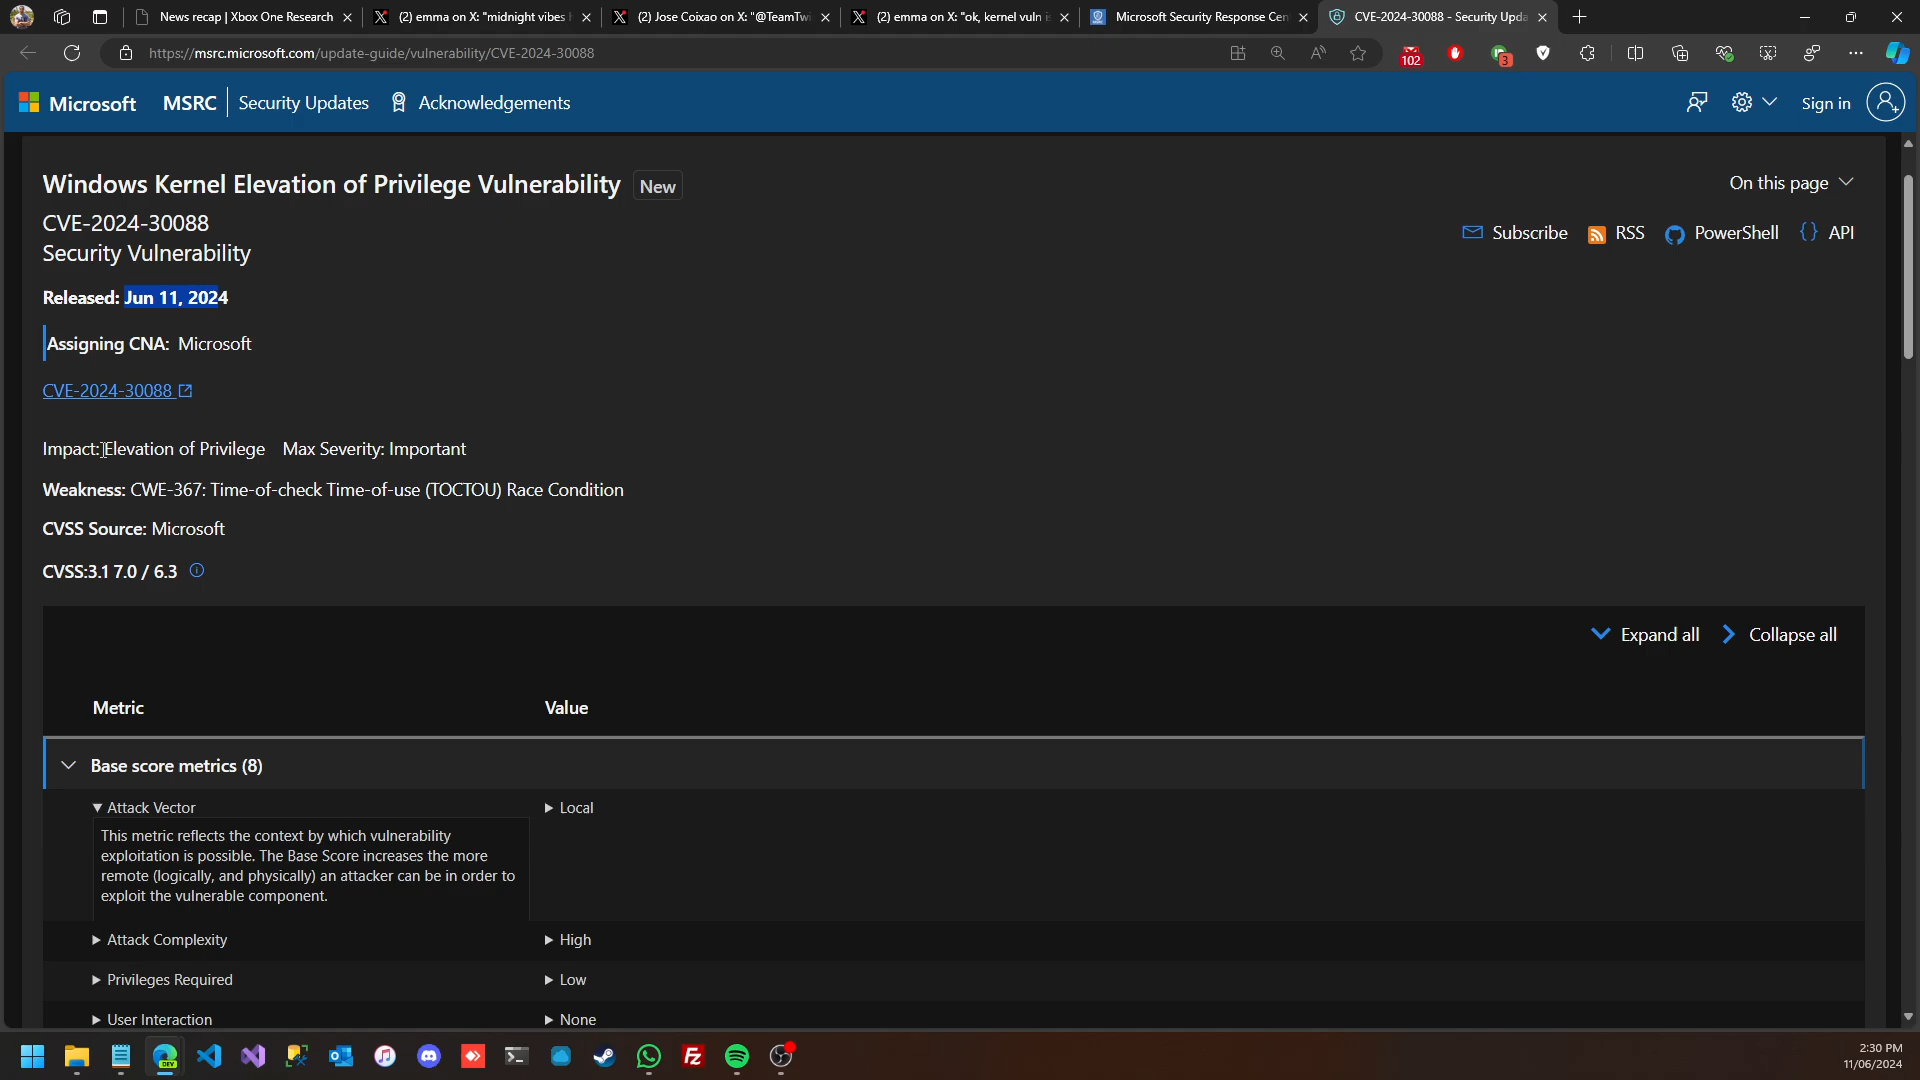 News recap | Xbox One Research
(2) emma on X: "midnight vibes
(2) Jose Coixao on X: "@TeamTwi
(2) emma on X: "ok, kernel vuln is
Microsoft Security Response Cen
CVE-2024-30088 - Security Upda
https://msrc.microsoft.com/update-guide/vulnerability/CVE-2024-30088
102
3
DEV
Microsoft MSRC Security Updates Acknowledgements
Sign in
Windows Kernel Elevation of Privilege Vulnerability New
On this page
CVE-2024-30088
Security Vulnerability
Subscribe RSS PowerShell API
Released: Jun 11, 2024
Assigning CNA: Microsoft
CVE-2024-30088
Impact: Elevation of Privilege Max Severity: Important
Weakness: CWE-367: Time-of-check Time-of-use (TOCTOU) Race Condition
CVSS Source: Microsoft
CVSS:3.1 7.0 / 6.3
Expand all Collapse all
Metric Value
Base score metrics (8)
Attack Vector Local
This metric reflects the context by which vulnerability
exploitation is possible. The Base Score increases the more
remote (logically, and physically) an attacker can be in order to
exploit the vulnerable component.
Attack Complexity High
Privileges Required Low
User Interaction None
2:30 PM
11/06/2024